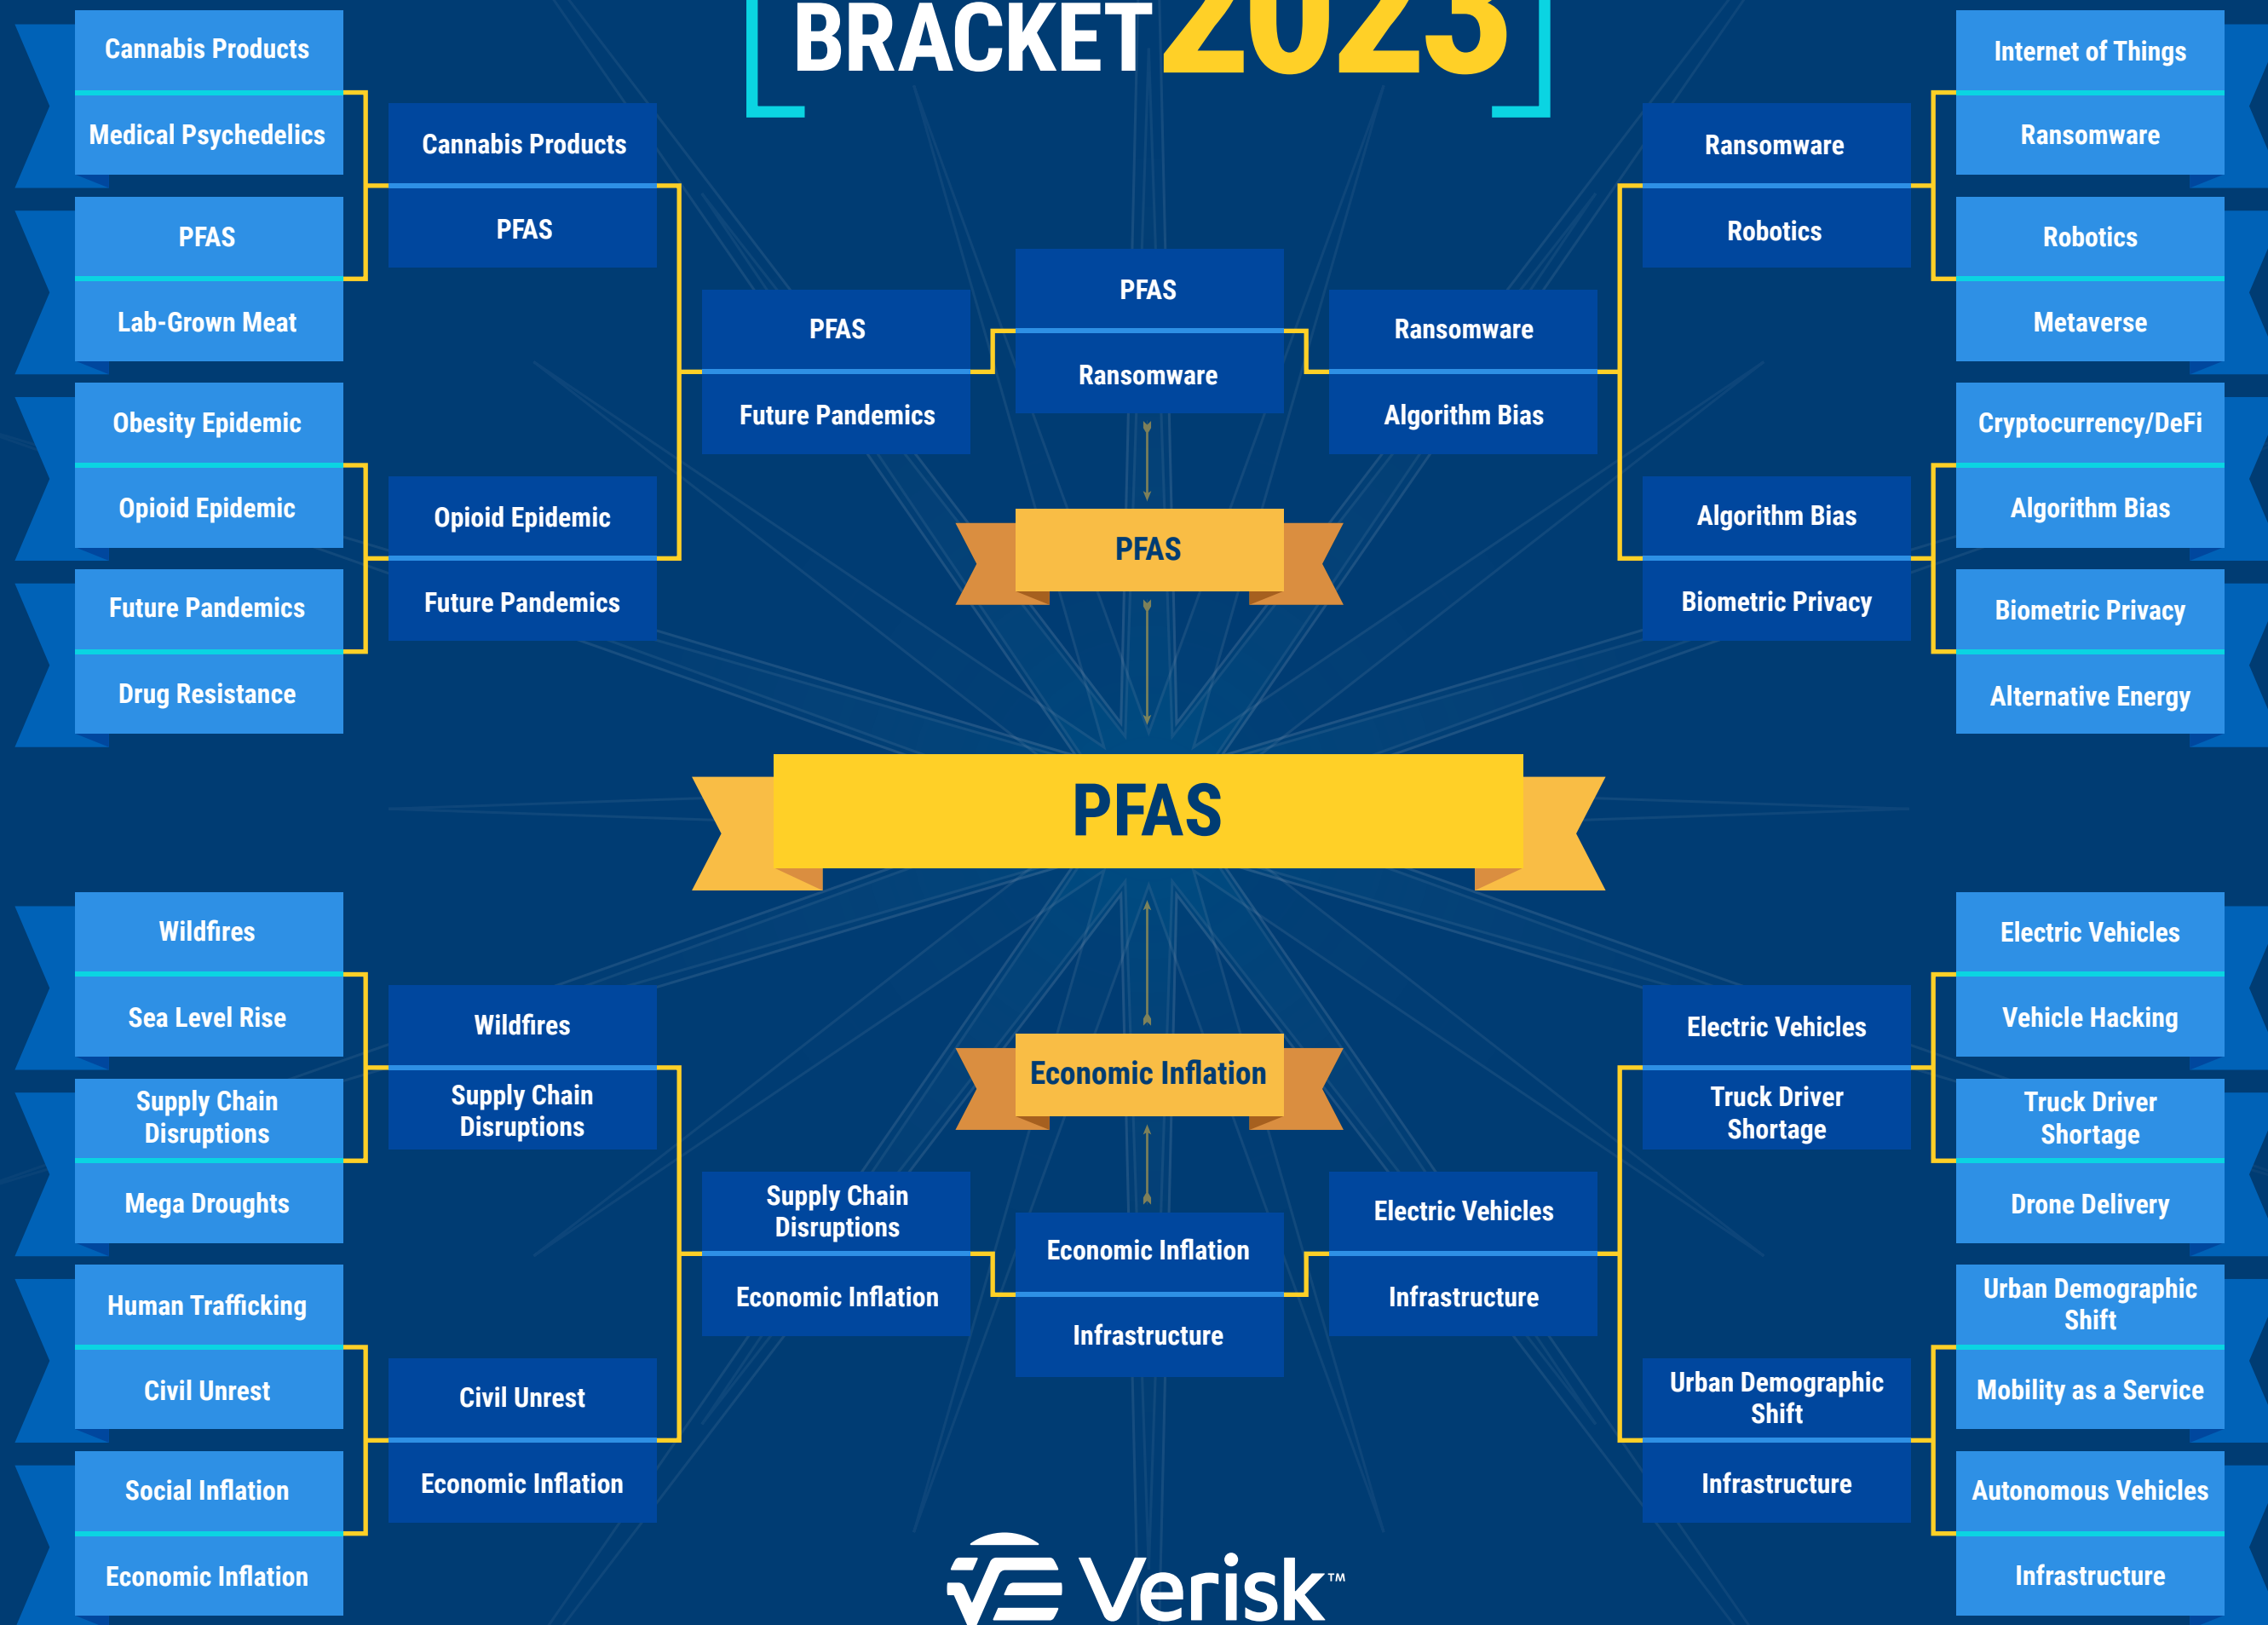 BRACKET 2023
Cannabis Products
Medical Psychedelics
PFAS
Lab-Grown Meat
Obesity Epidemic
Opioid Epidemic
Future Pandemics
Drug Resistance
Cannabis Products
PFAS
Opioid Epidemic
Future Pandemics
PFAS
Future Pandemics
PFAS
Ransomware
Ransomware
Algorithm Bias
Ransomware
Robotics
Algorithm Bias
Biometric Privacy
Internet of Things
Ransomware
Robotics
Metaverse
Cryptocurrency/DeFi
Algorithm Bias
Biometric Privacy
Alternative Energy
PFAS
PFAS
Economic Inflation
Wildfires
Sea Level Rise
Supply Chain
Disruptions
Mega Droughts
Human Trafficking
Civil Unrest
Social Inflation
Economic Inflation
Wildfires
Supply Chain
Disruptions
Civil Unrest
Economic Inflation
Supply Chain
Disruptions
Economic Inflation
Economic Inflation
Infrastructure
Electric Vehicles
Infrastructure
Electric Vehicles
Truck Driver
Shortage
Urban Demographic
Shift
Infrastructure
Electric Vehicles
Vehicle Hacking
Truck Driver
Shortage
Drone Delivery
Urban Demographic
Shift
Mobility as a Service
Autonomous Vehicles
Infrastructure
Verisk™